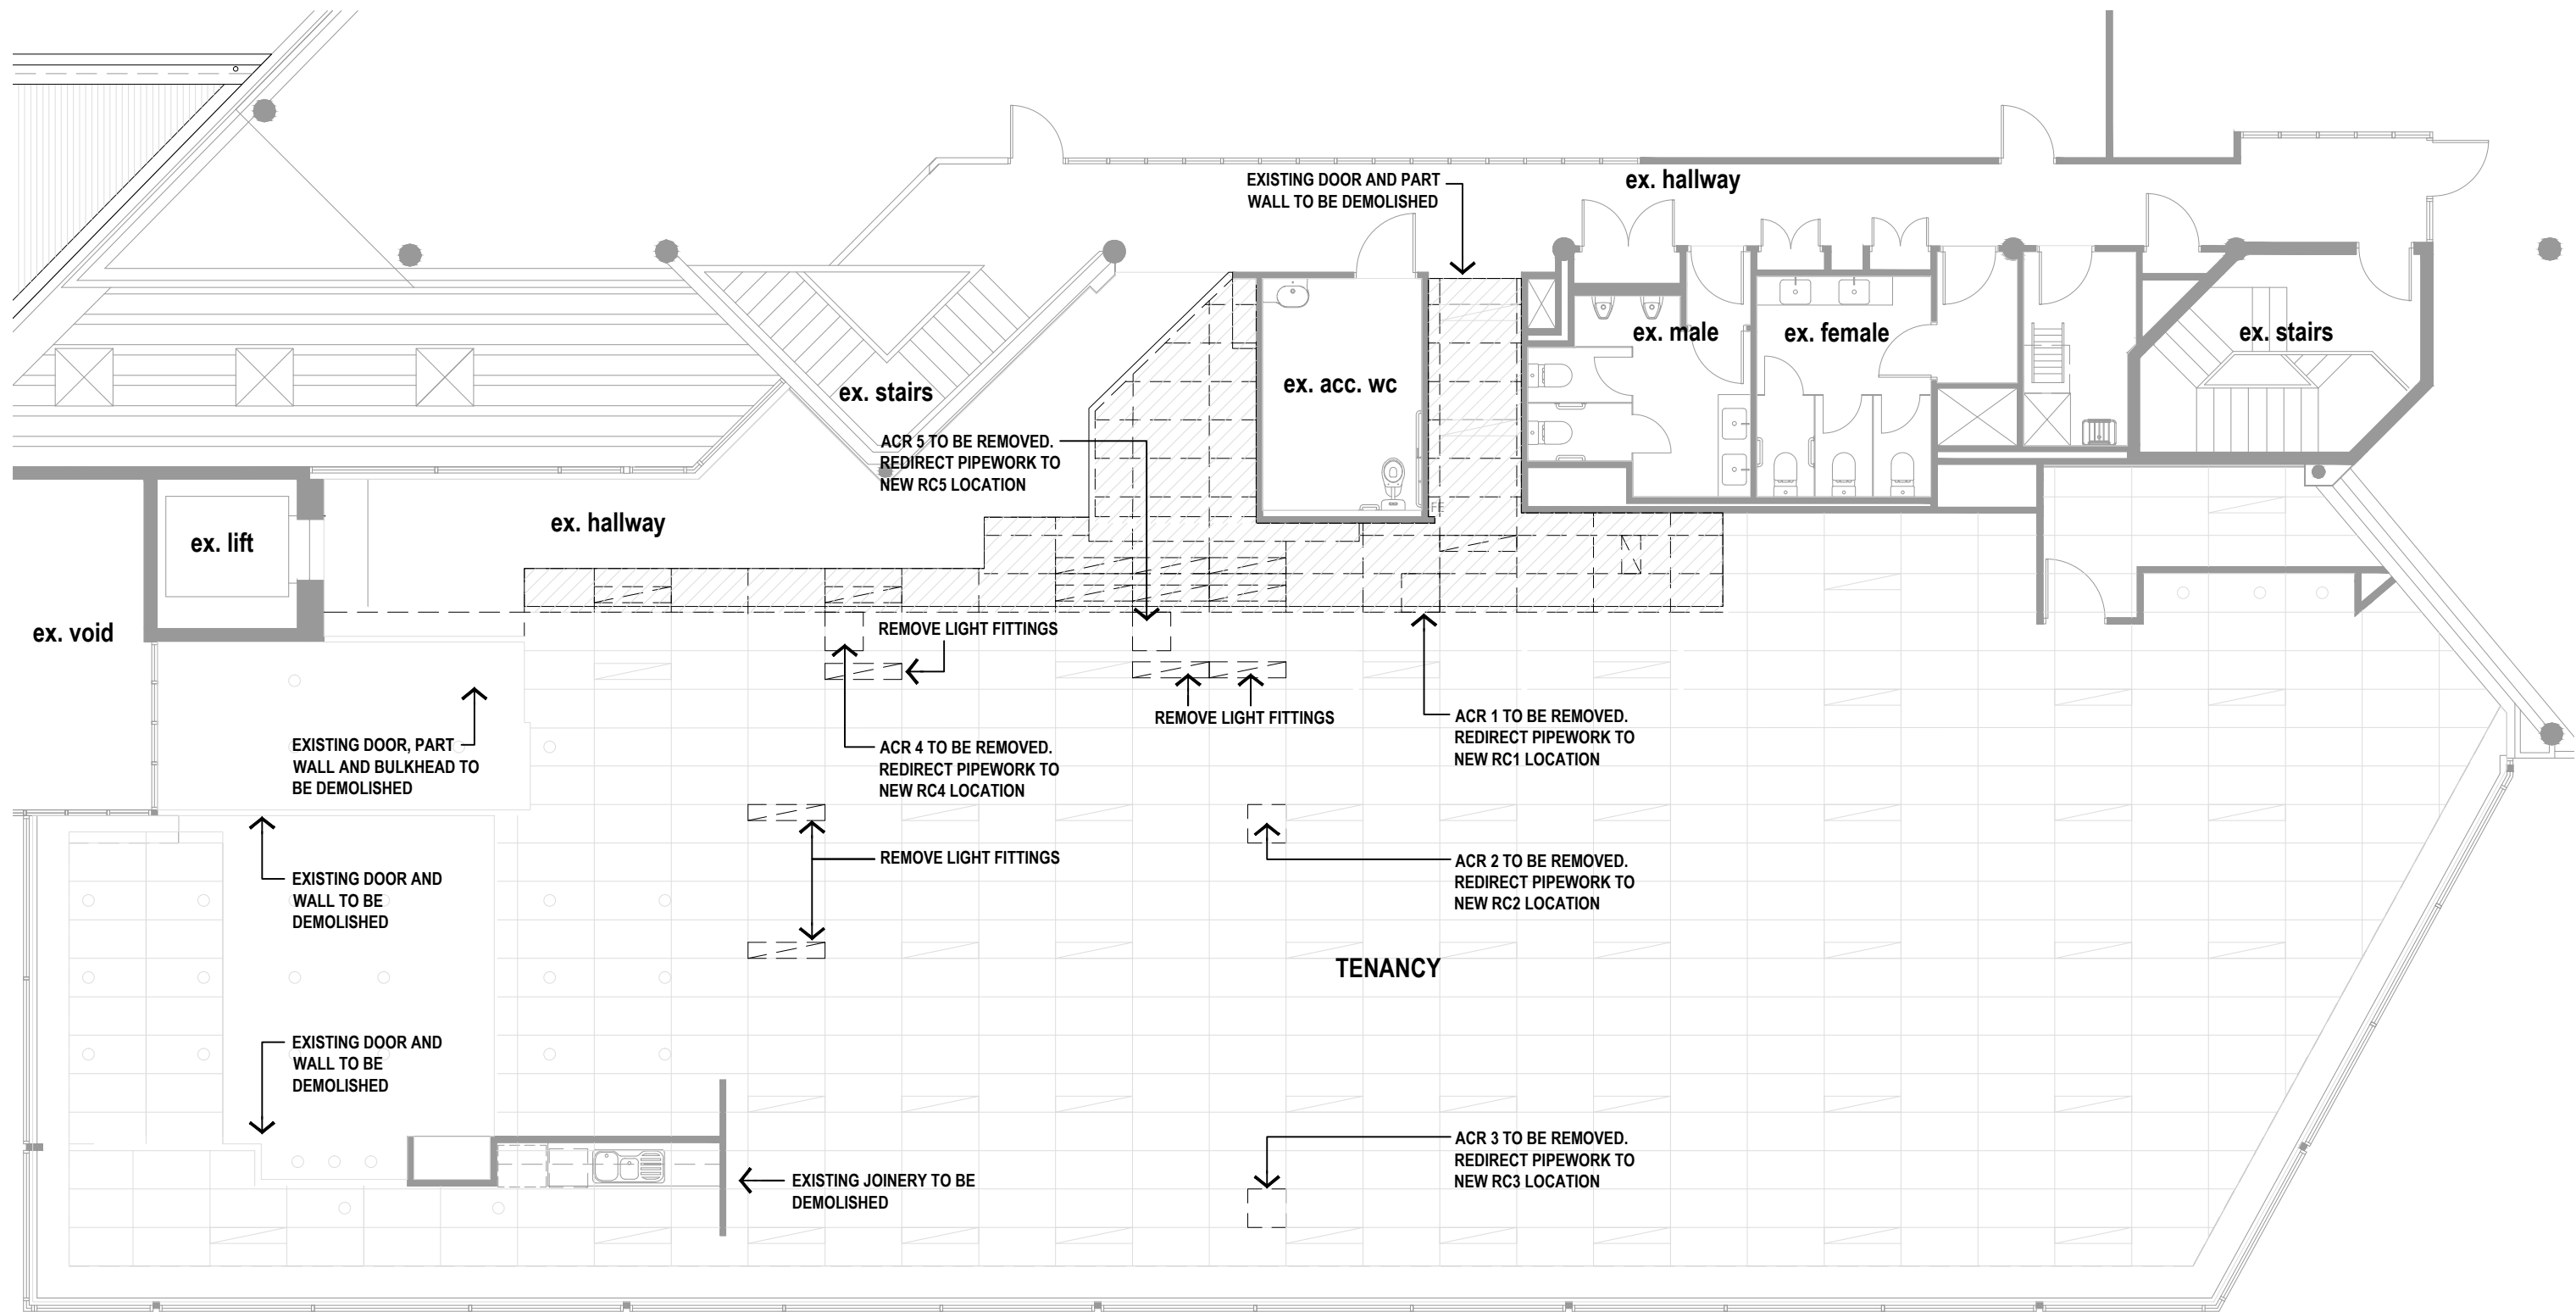 EXISTING DOOR AND PART
WALL TO BE DEMOLISHED
ex. hallway
ex. male
ex. female
ex. stairs
ex. acc. wc
ex. stairs
ACR 5 TO BE REMOVED.
REDIRECT PIPEWORK TO
NEW RC5 LOCATION
FE
ex. hallway
ex. lift
ex. void
REMOVE LIGHT FITTINGS
REMOVE LIGHT FITTINGS
EXISTING DOOR, PART
WALL AND BULKHEAD TO
BE DEMOLISHED
ACR 4 TO BE REMOVED.
REDIRECT PIPEWORK TO
NEW RC4 LOCATION
ACR 1 TO BE REMOVED.
REDIRECT PIPEWORK TO
NEW RC1 LOCATION
REMOVE LIGHT FITTINGS
ACR 2 TO BE REMOVED.
REDIRECT PIPEWORK TO
NEW RC2 LOCATION
EXISTING DOOR AND
WALL TO BE
DEMOLISHED
TENANCY
EXISTING DOOR AND
WALL TO BE
DEMOLISHED
EXISTING JOINERY TO BE
DEMOLISHED
ACR 3 TO BE REMOVED.
REDIRECT PIPEWORK TO
NEW RC3 LOCATION